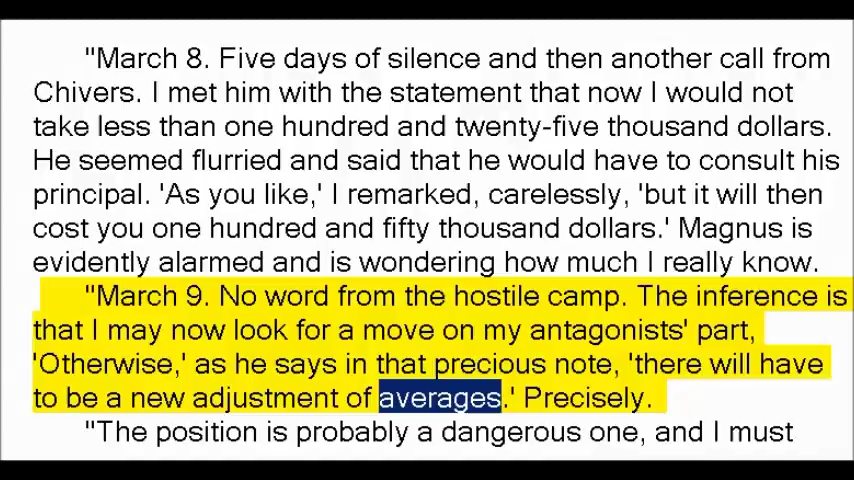 "March 8. Five days of silence and then another call from
Chivers. I met him with the statement that now I would not
take less than one hundred and twenty-five thousand dollars.
He seemed flurried and said that he would have to consult his
principal. 'As you like,' I remarked, carelessly, 'but it will then
cost you one hundred and fifty thousand dollars.' Magnus is
evidently alarmed and is wondering how much I really know.
"March 9. No word from the hostile camp. The inference is
that I may now look for a move on my antagonists' part,
'Otherwise,' as he says in that precious note, 'there will have
to be a new adjustment of averages.' Precisely.
"The position is probably a dangerous one, and I must